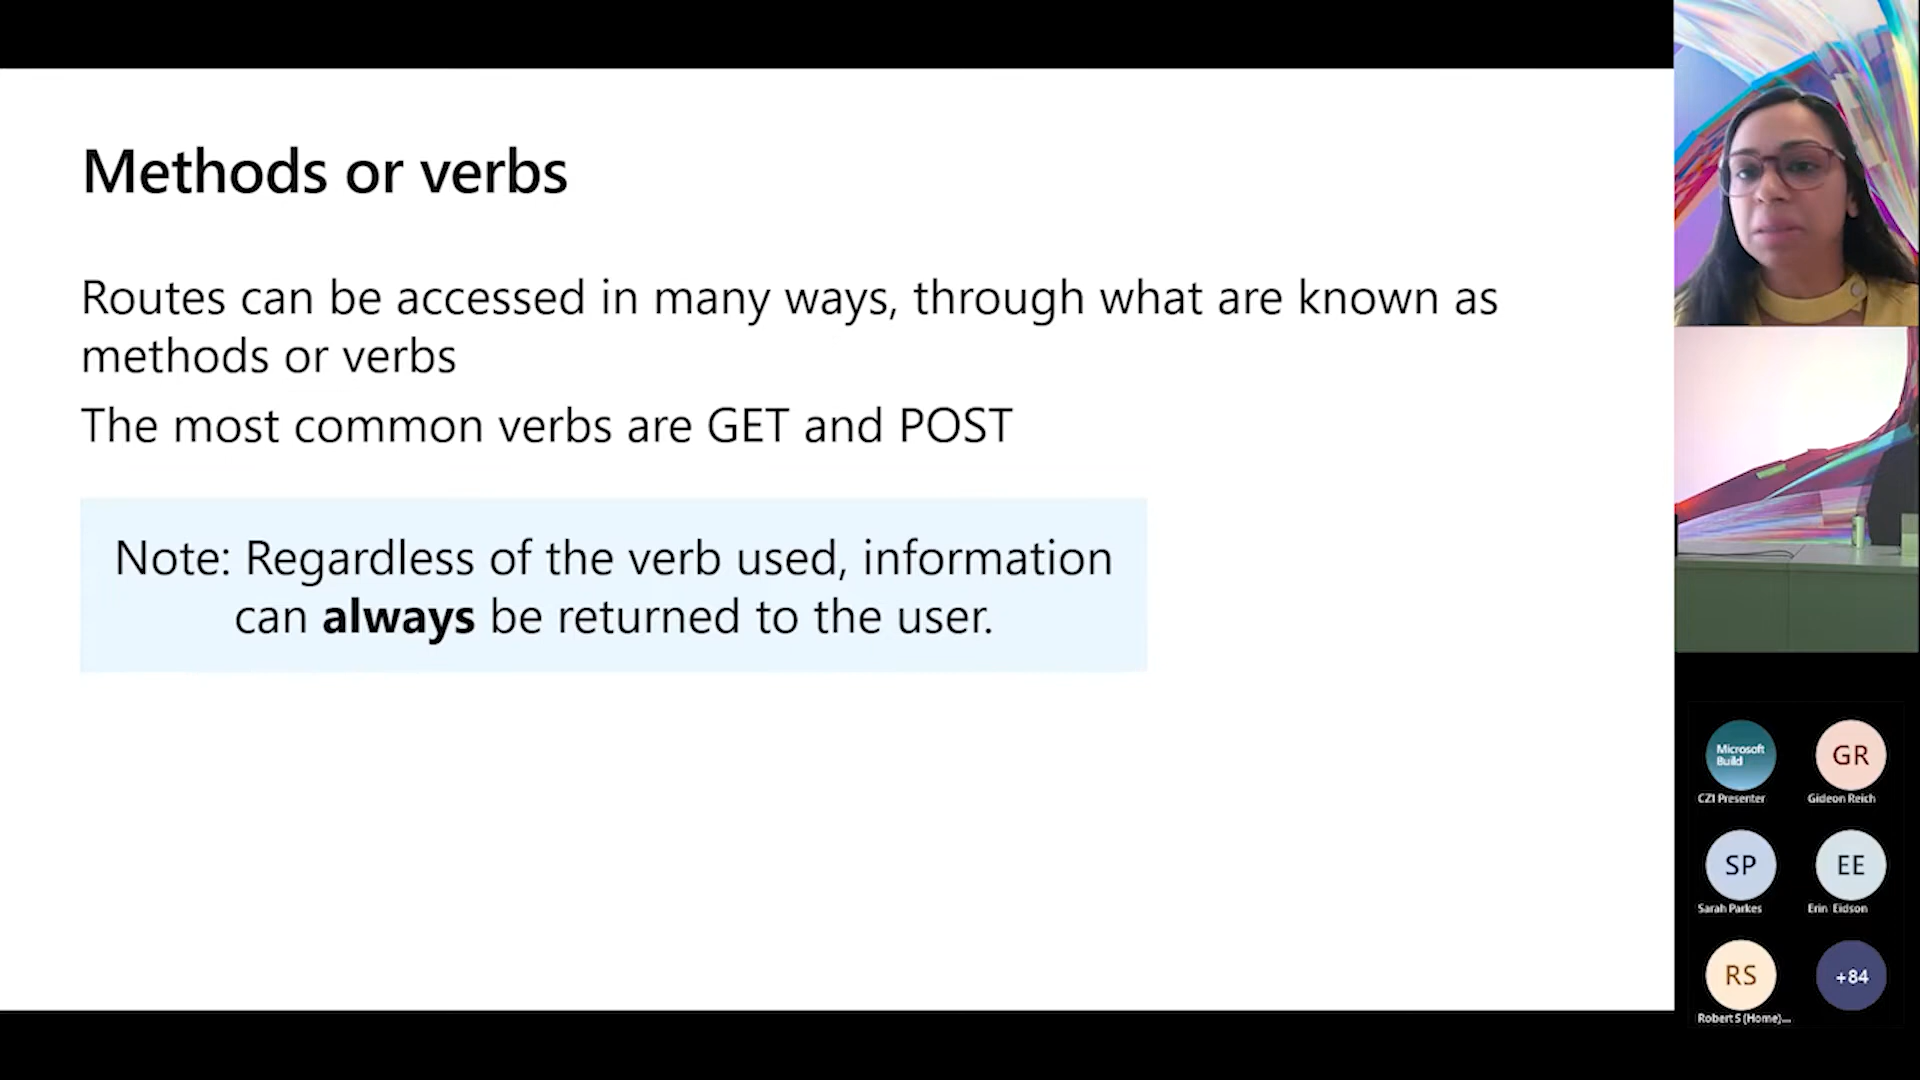 Methods or verbs
Routes can be accessed in many ways, through what are known as
methods or verbs
The most common verbs are GET and POST
Note: Regardless of the verb used, information
can always be returned to the user.
Microsoft
Build
CZI Presenter
GR
Gideon Reich
SP
Sarah Parkes
EE
Erin Eidson
RS
Robert S (Home)...
+84